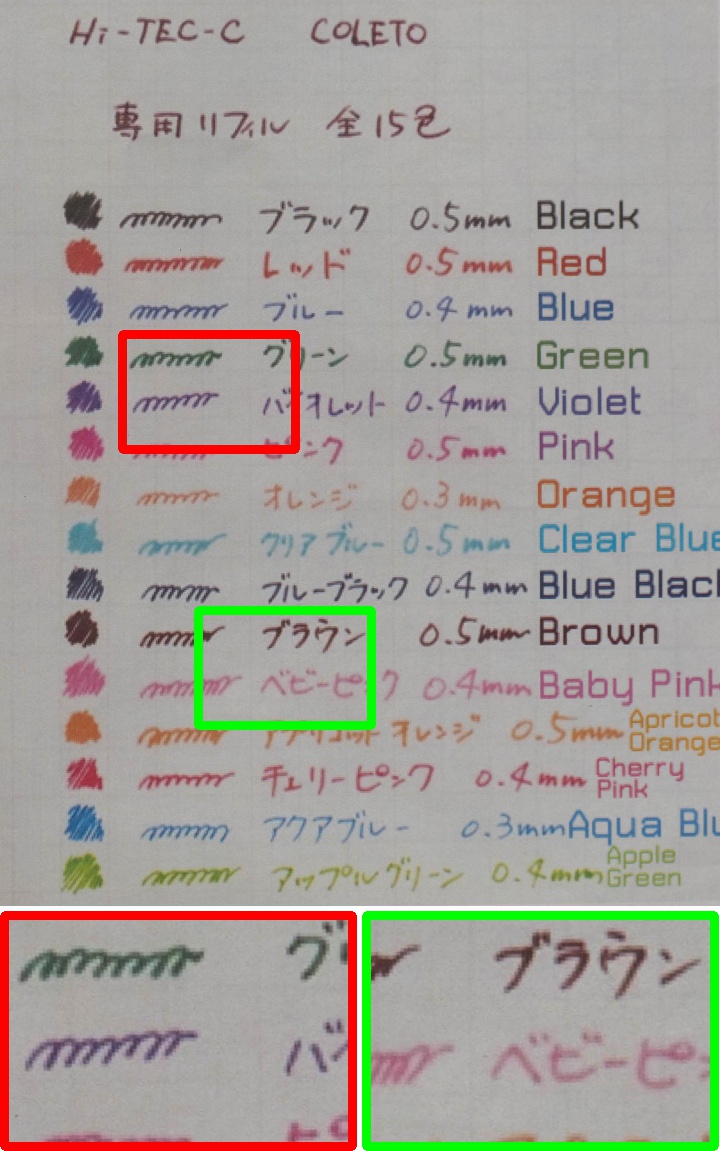 Hi-TEC-C COLETO
専用リフィル 全15色
ブラック 0.5mm Black
レッド 0.5mm Red
ブルー 0.4mm Blue
グリーン 0.5mm Green
バイオレット 0.4mm Violet
ピンク 0.5mm Pink
オレンジ 0.3mm Orange
クリアブルー 0.5mm Clear Blue
ブルーブラック 0.4mm Blue Black
ブラウン 0.5mm Brown
ベビーピンク 0.4mm Baby Pink
アプリコットオレンジ 0.5mm Apricot Orange
チェリーピンク 0.4mm Cherry Pink
アクアブルー 0.3mm Aqua Blu
アップルグリーン 0.4mm Apple Green
グ
バ
ピ
ブラウン
ベビーピ